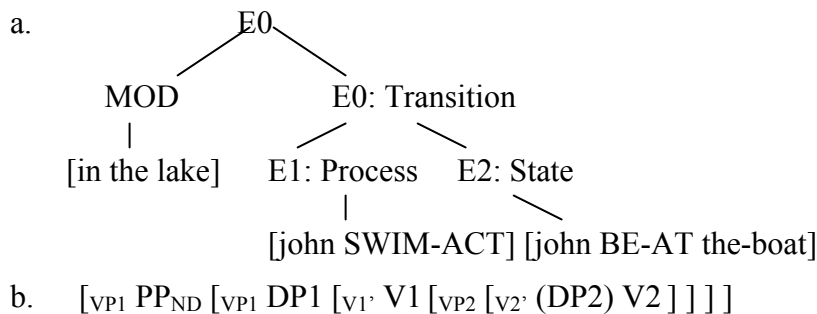 a. E0
MOD E0: Transition
[in the lake] E1: Process E2: State
[john SWIM-ACT] [john BE-AT the-boat]
b. [VP1 PPND [VP1 DP1 [V1’ V1 [VP2 [V2’ (DP2) V2 ] ] ] ]